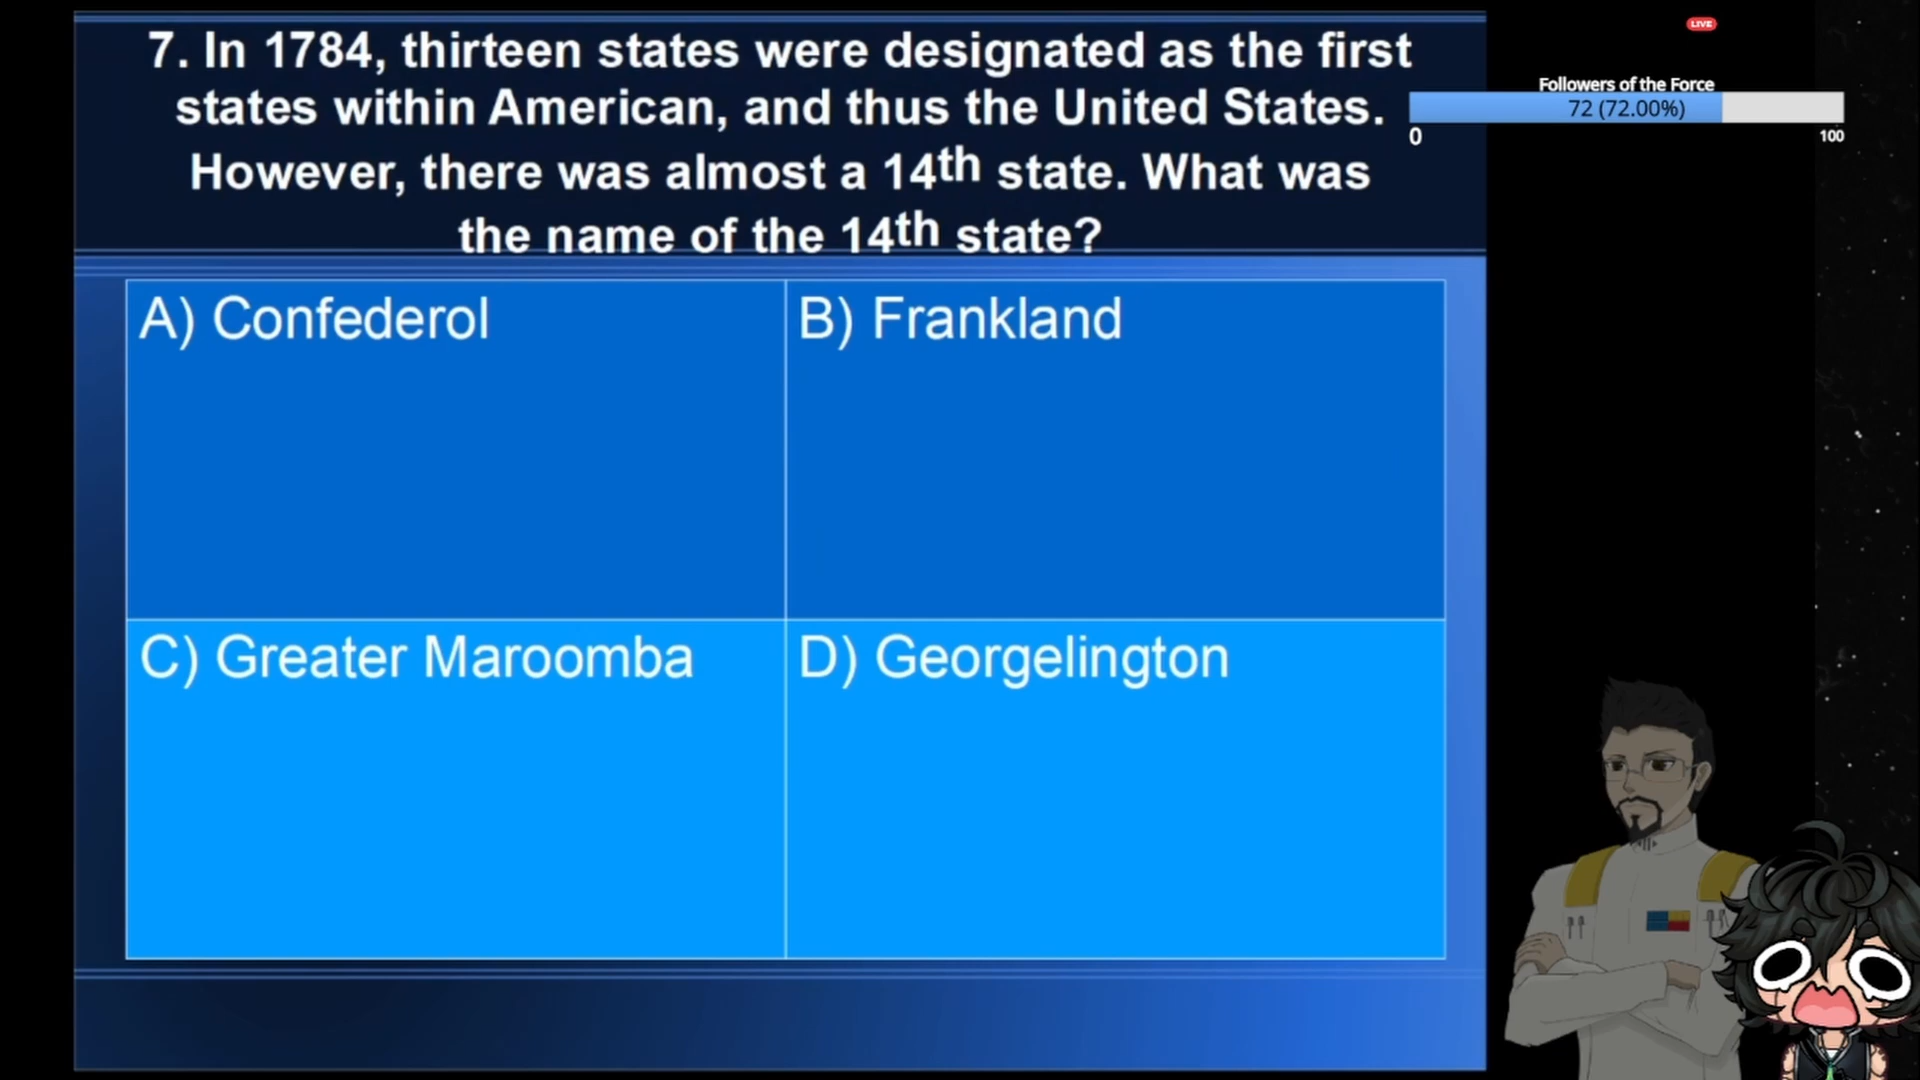 7. In 1784, thirteen states were designated as the first
states within American, and thus the United States.
However, there was almost a 14th state. What was
the name of the 14th state?
A) Confederol
B) Frankland
C) Greater Maroomba
D) Georgelington
LIVE
Followers of the Force
72 (72.00%)
0
100